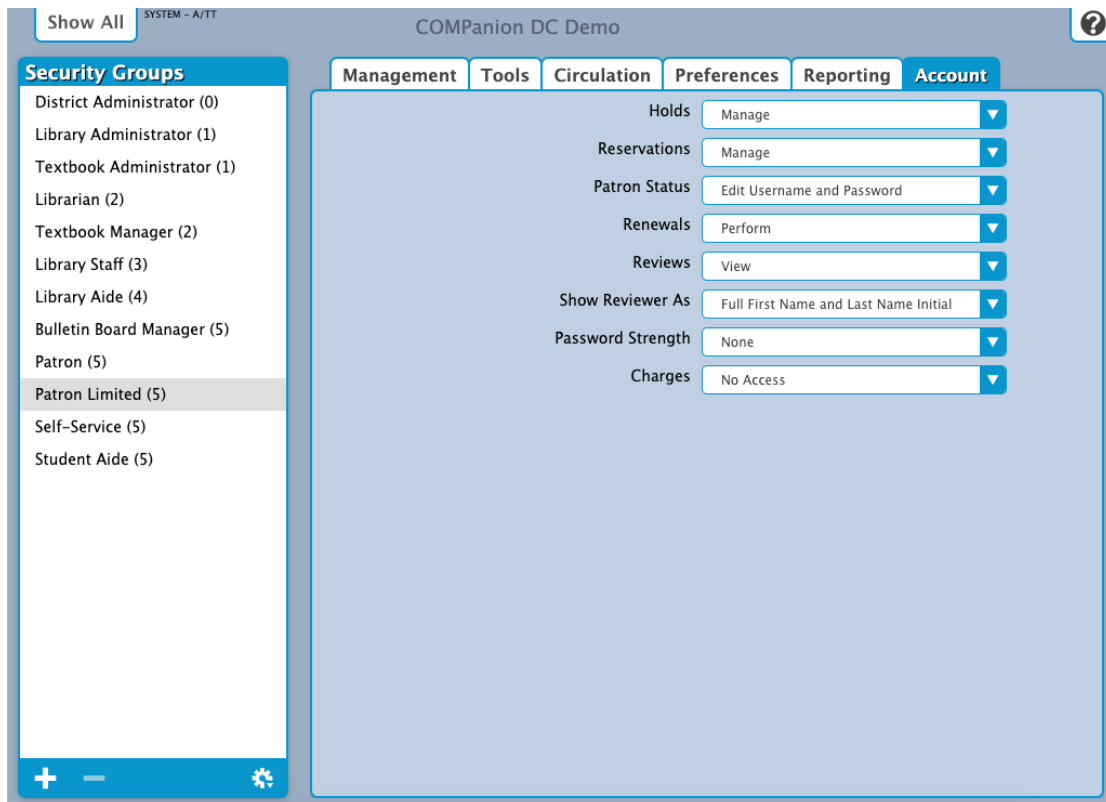 Show All
SYSTEM – A/TT
COMPanion DC Demo
?
Security Groups
District Administrator (0)
Library Administrator (1)
Textbook Administrator (1)
Librarian (2)
Textbook Manager (2)
Library Staff (3)
Library Aide (4)
Bulletin Board Manager (5)
Patron (5)
Patron Limited (5)
Self-Service (5)
Student Aide (5)
Management Tools Circulation Preferences Reporting Account
Holds Manage
Reservations Manage
Patron Status Edit Username and Password
Renewals Perform
Reviews View
Show Reviewer As Full First Name and Last Name Initial
Password Strength None
Charges No Access